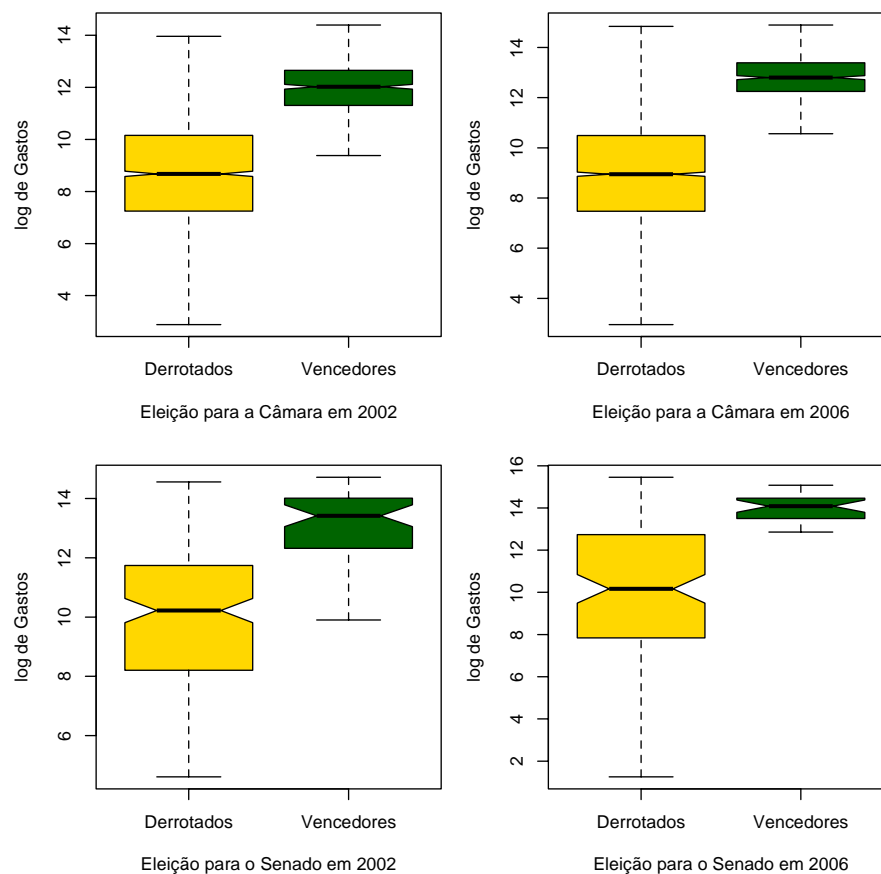 14
12
10
8
6
4
log de Gastos
Derrotados Vencedores
Eleição para a Câmara em 2002
14
12
10
8
6
4
log de Gastos
Derrotados Vencedores
Eleição para a Câmara em 2006
14
12
10
8
6
log de Gastos
Derrotados Vencedores
Eleição para o Senado em 2002
16
14
12
10
8
6
4
2
log de Gastos
Derrotados Vencedores
Eleição para o Senado em 2006